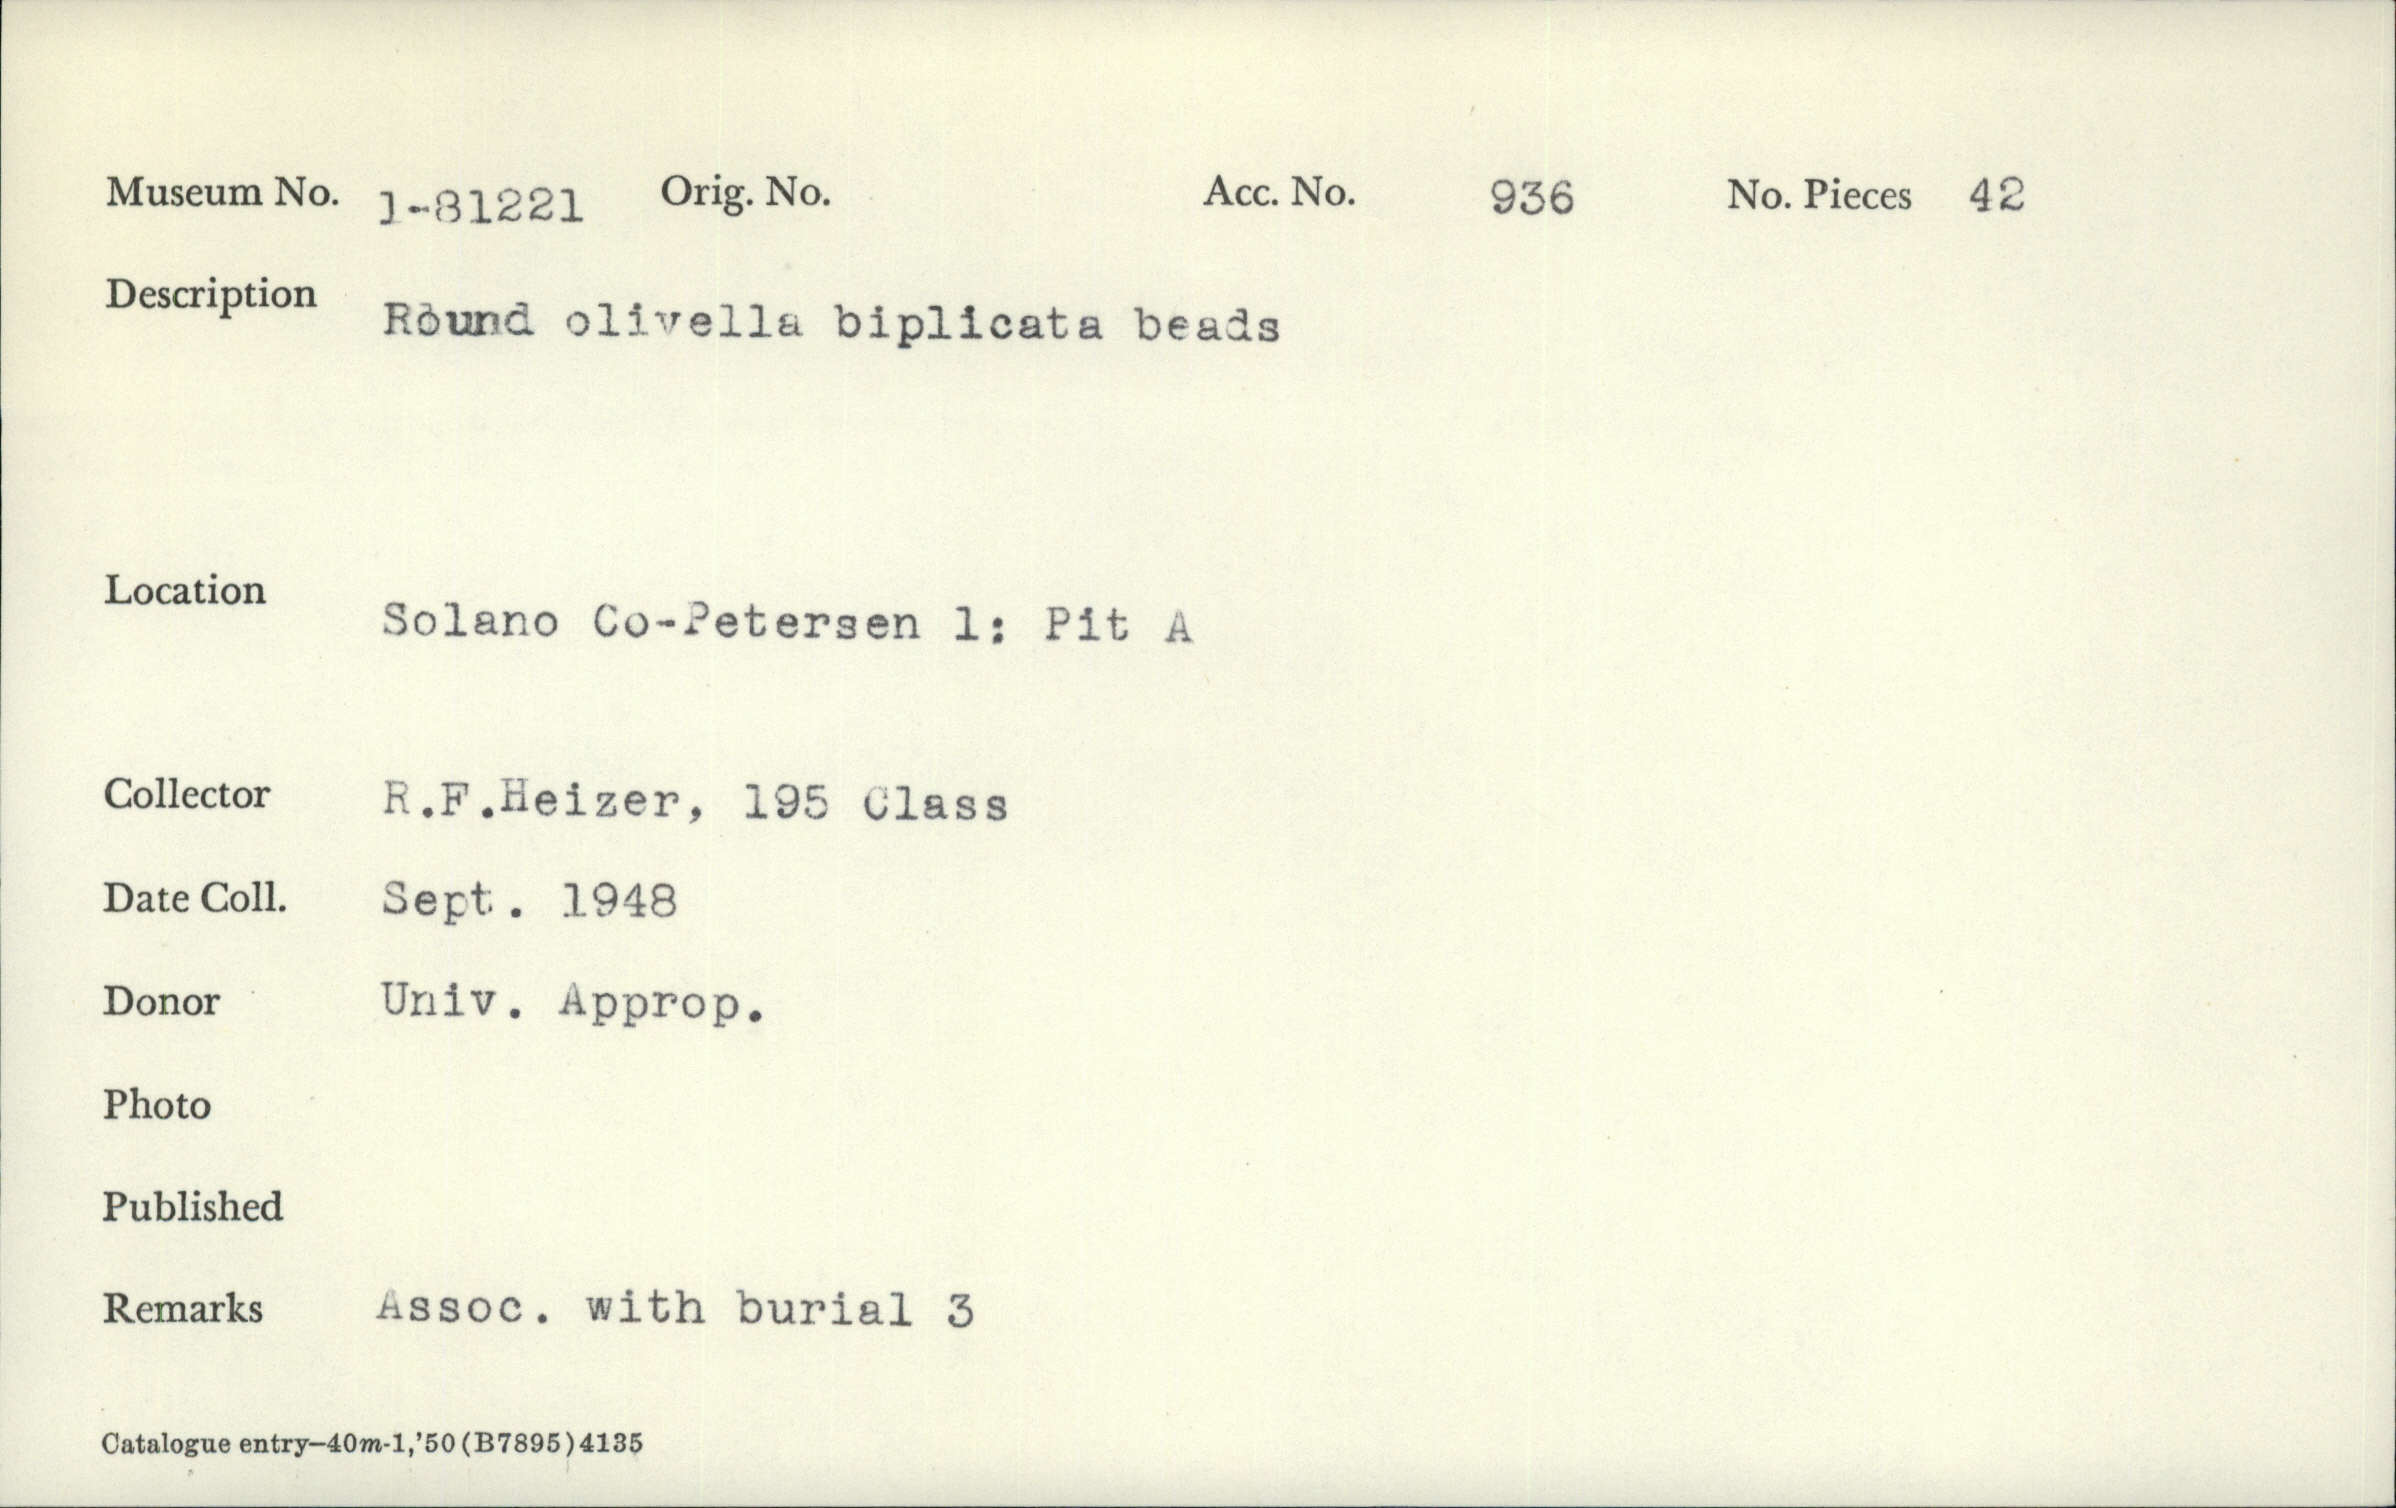 Museum No. 1-81221 Orig. No. Acc. No. 936 No. Pieces 42
Description Round olivella biplicata beads
Location Solano Co-Petersen 1: Pit A
Collector R.F.Heizer, 195 Class
Date Coll. Sept. 1948
Donor Univ. Approp.
Photo
Published
Remarks Assoc. with burial 3
Catalogue entry—40m-1,'50(B7895)4135